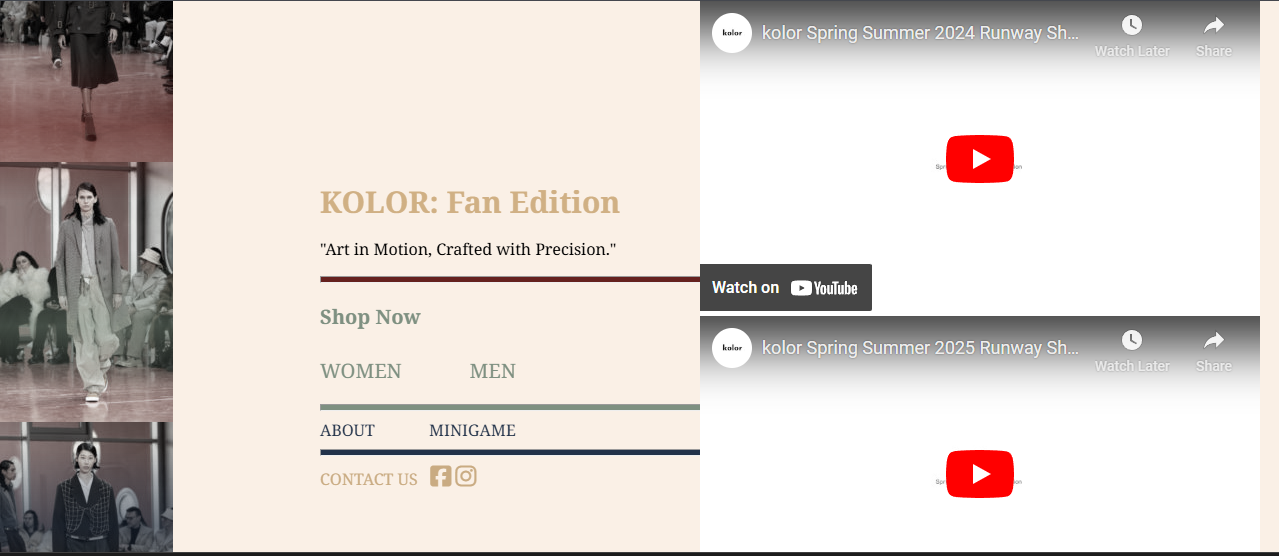 KOLOR: Fan Edition
"Art in Motion, Crafted with Precision."
Shop Now
WOMEN MEN
ABOUT MINIGAME
CONTACT US
kolor
kolor Spring Summer 2024 Runway Sh...
Watch Later
Share
Watch on YouTube
kolor
kolor Spring Summer 2025 Runway Sh...
Watch Later
Share